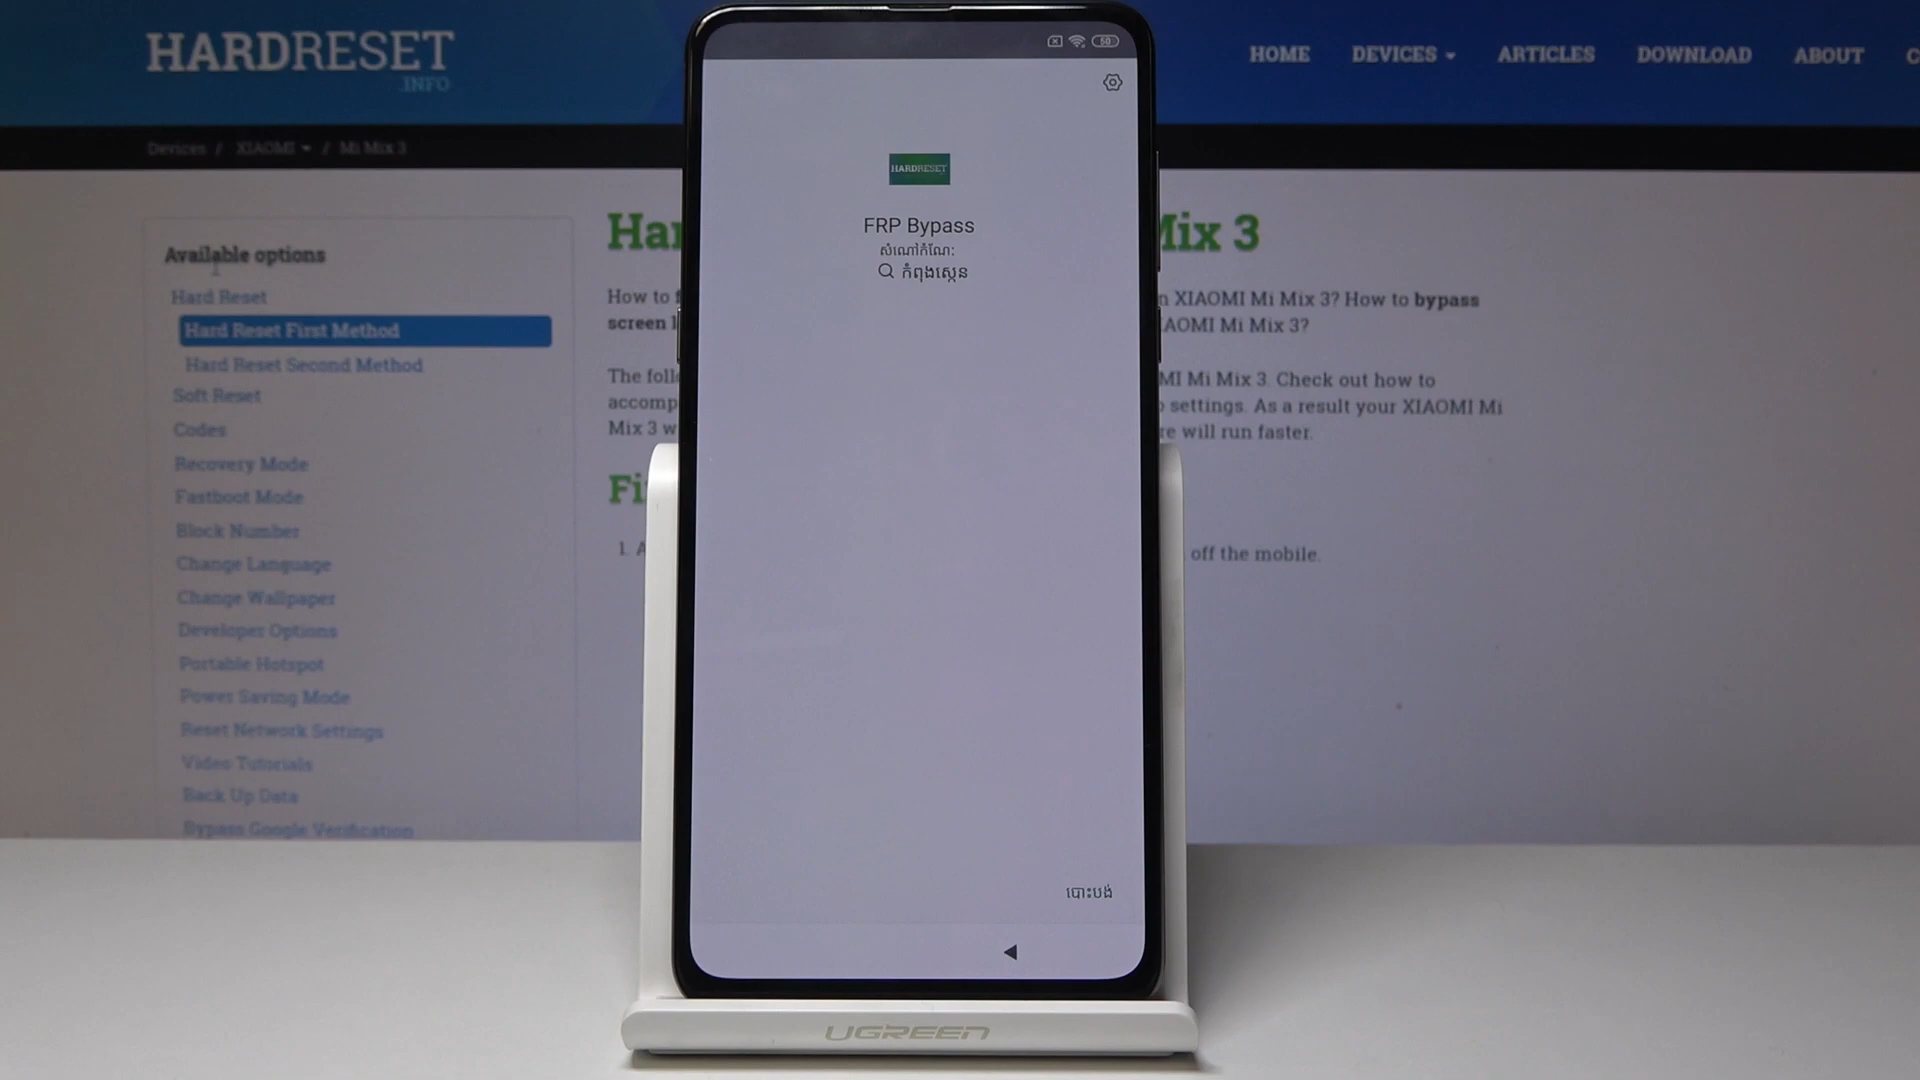 HARDRESET
.INFO
HOME DEVICES ARTICLES DOWNLOAD ABOUT C
Devices / XIAOMI / Mi Mix 3
50
HARDRESET
FRP Bypass
សំណៅកំណែ:
កំពុងស្កេន
បោះបង់
Available options
Hard Reset
Hard Reset First Method
Hard Reset Second Method
Soft Reset
Codes
Recovery Mode
Fastboot Mode
Block Number
Change Language
Change Wallpaper
Developer Options
Portable Hotspot
Power Saving Mode
Reset Network Settings
Video Tutorials
Back Up Data
Bypass Google Verification
Har Mix 3
How to f n XIAOMI Mi Mix 3? How to bypass
screen l IAOMI Mi Mix 3?
The foll MI Mi Mix 3. Check out how to
accomp settings. As a result your XIAOMI Mi
Mix 3 w re will run faster.
Fi
1. A off the mobile.
UGREEN